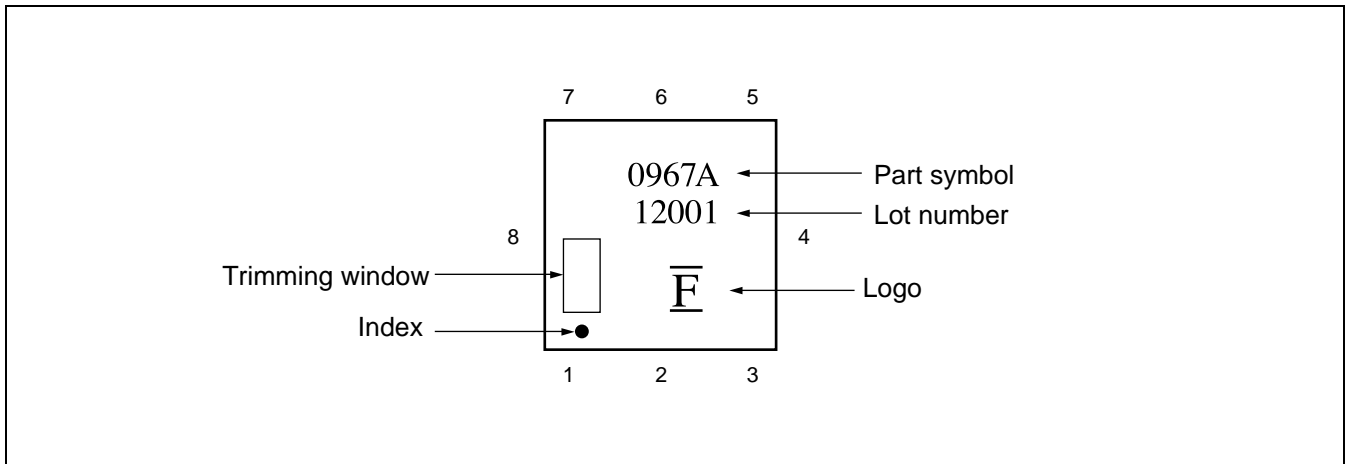 7 6 5
0967A Part symbol
12001 Lot number
8 4
Trimming window
F Logo
Index
1 2 3